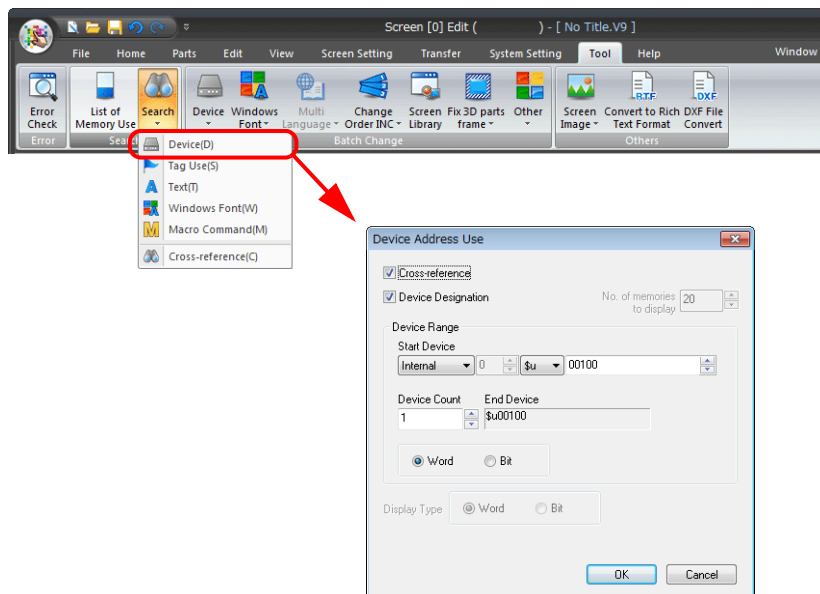 Screen [0] Edit ( ) - [ No Title.V9 ]
File Home Parts Edit View Screen Setting Transfer System Setting Tool Help Window
Error Check
List of Memory Use
Search
Device
Windows Font
Multi Language
Change Order INC
Screen Library
Fix 3D parts frame
Other
Screen Image
Convert to Rich Text Format
DXF File Convert
RTF
DXF
Error
Search
Batch Change
Others
Device(D)
Tag Use(S)
Text(T)
Windows Font(W)
Macro Command(M)
Cross-reference(C)
Device Address Use
Cross-reference
Device Designation
No. of memories
to display
20
Device Range
Start Device
Internal 0 $u 00100
Device Count End Device
1 $u00100
Word Bit
Display Type Word Bit
OK Cancel